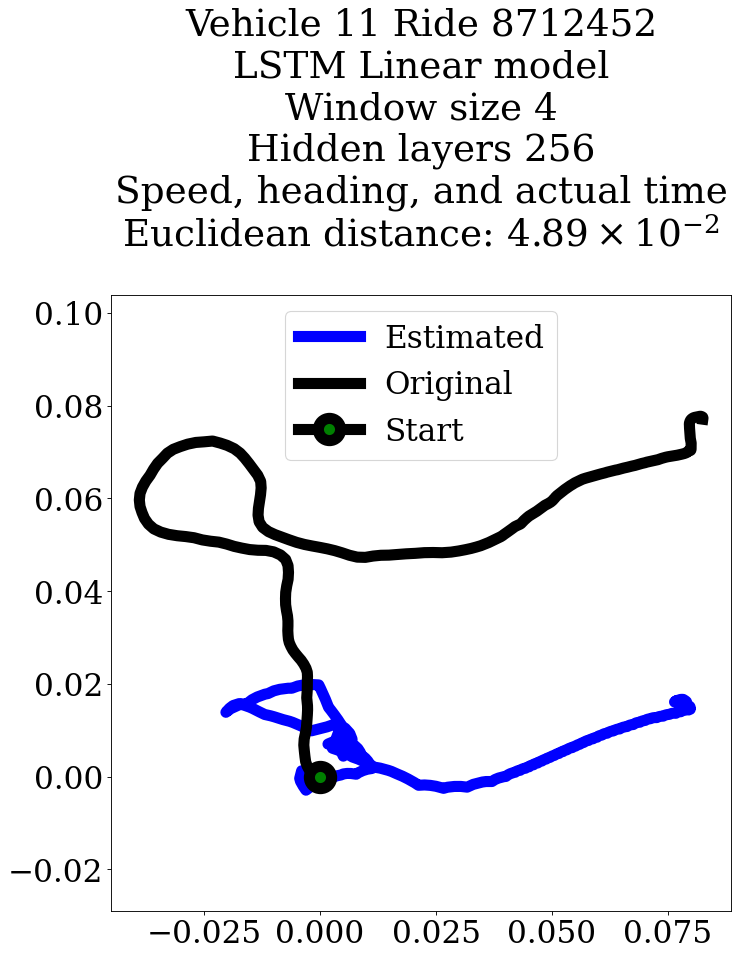 Vehicle 11 Ride 8712452
LSTM Linear model
Window size 4
Hidden layers 256
Speed, heading, and actual time
Euclidean distance: 4.89 × 10⁻²
Estimated
Original
Start
0.10
0.08
0.06
0.04
0.02
0.00
−0.02
−0.025 0.000 0.025 0.050 0.075